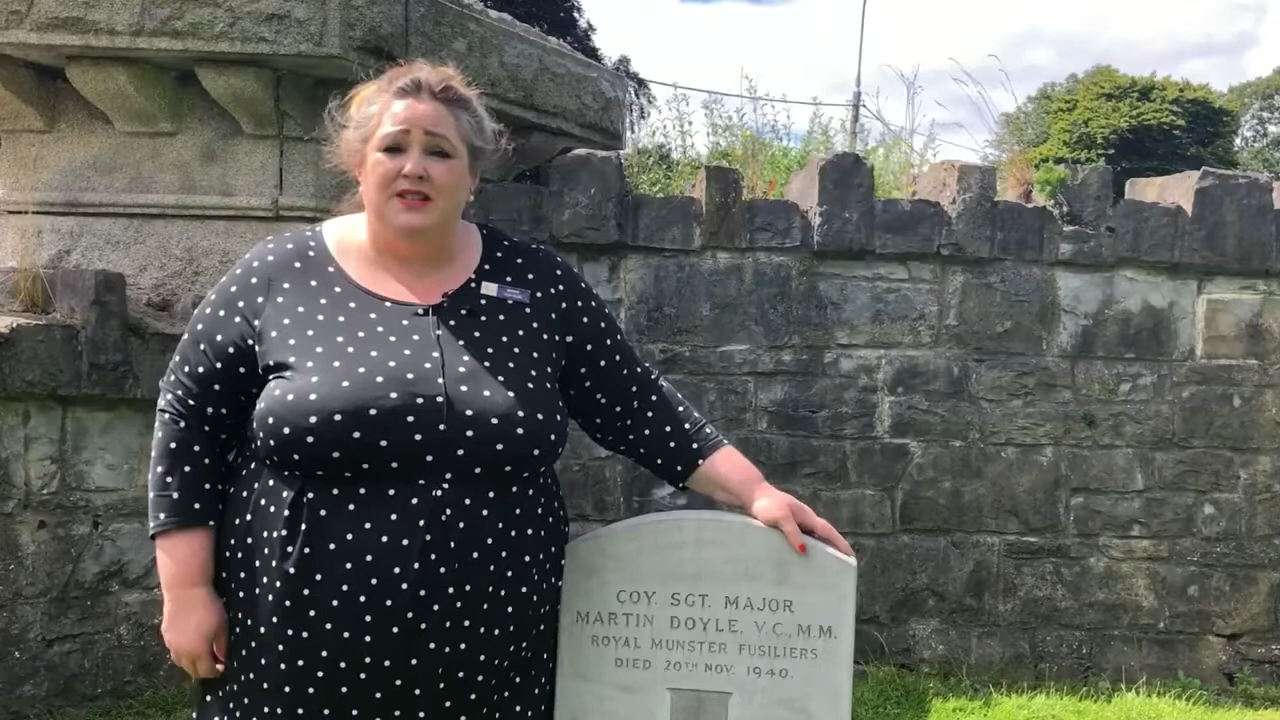 COY. SGT. MAJOR
MARTIN DOYLE, V.C., M.M.
ROYAL MUNSTER FUSILIERS
DIED 20TH NOV. 1940.